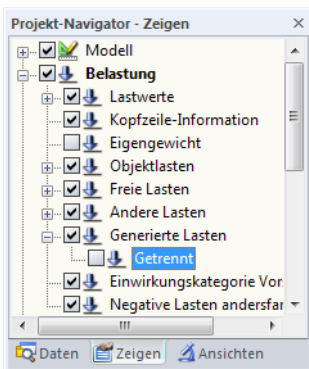 Projekt-Navigator - Zeigen
Modell
Belastung
Lastwerte
Kopfzeile-Information
Eigengewicht
Objektlasten
Freie Lasten
Andere Lasten
Generierte Lasten
Getrennt
Einwirkungskategorie Vor
Negative Lasten andersfar
Daten Zeigen Ansichten